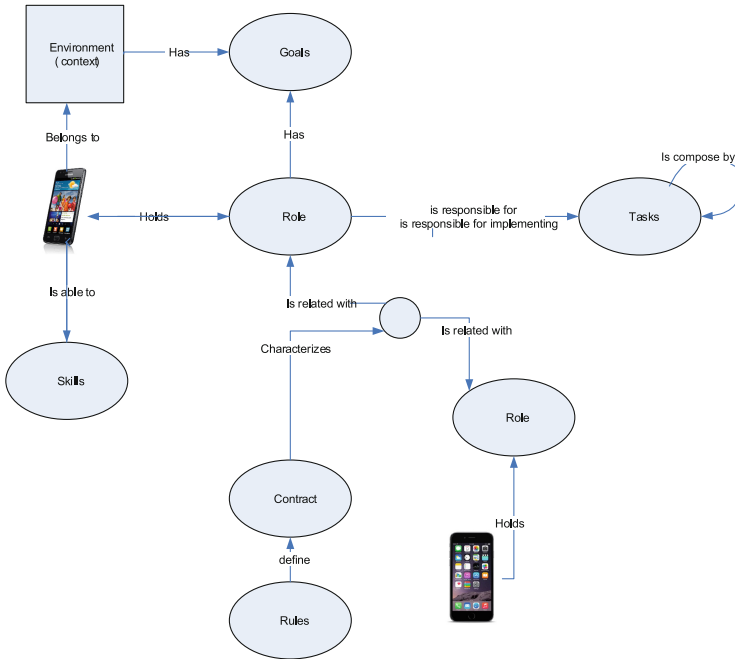 Environment
( context)
Has
Goals
Belongs to
Has
Is compose by
Holds
Role
is responsible for
is responsible for implementing
Tasks
Is able to
Is related with
Is related with
Characterizes
Skills
Role
Contract
Holds
define
Rules